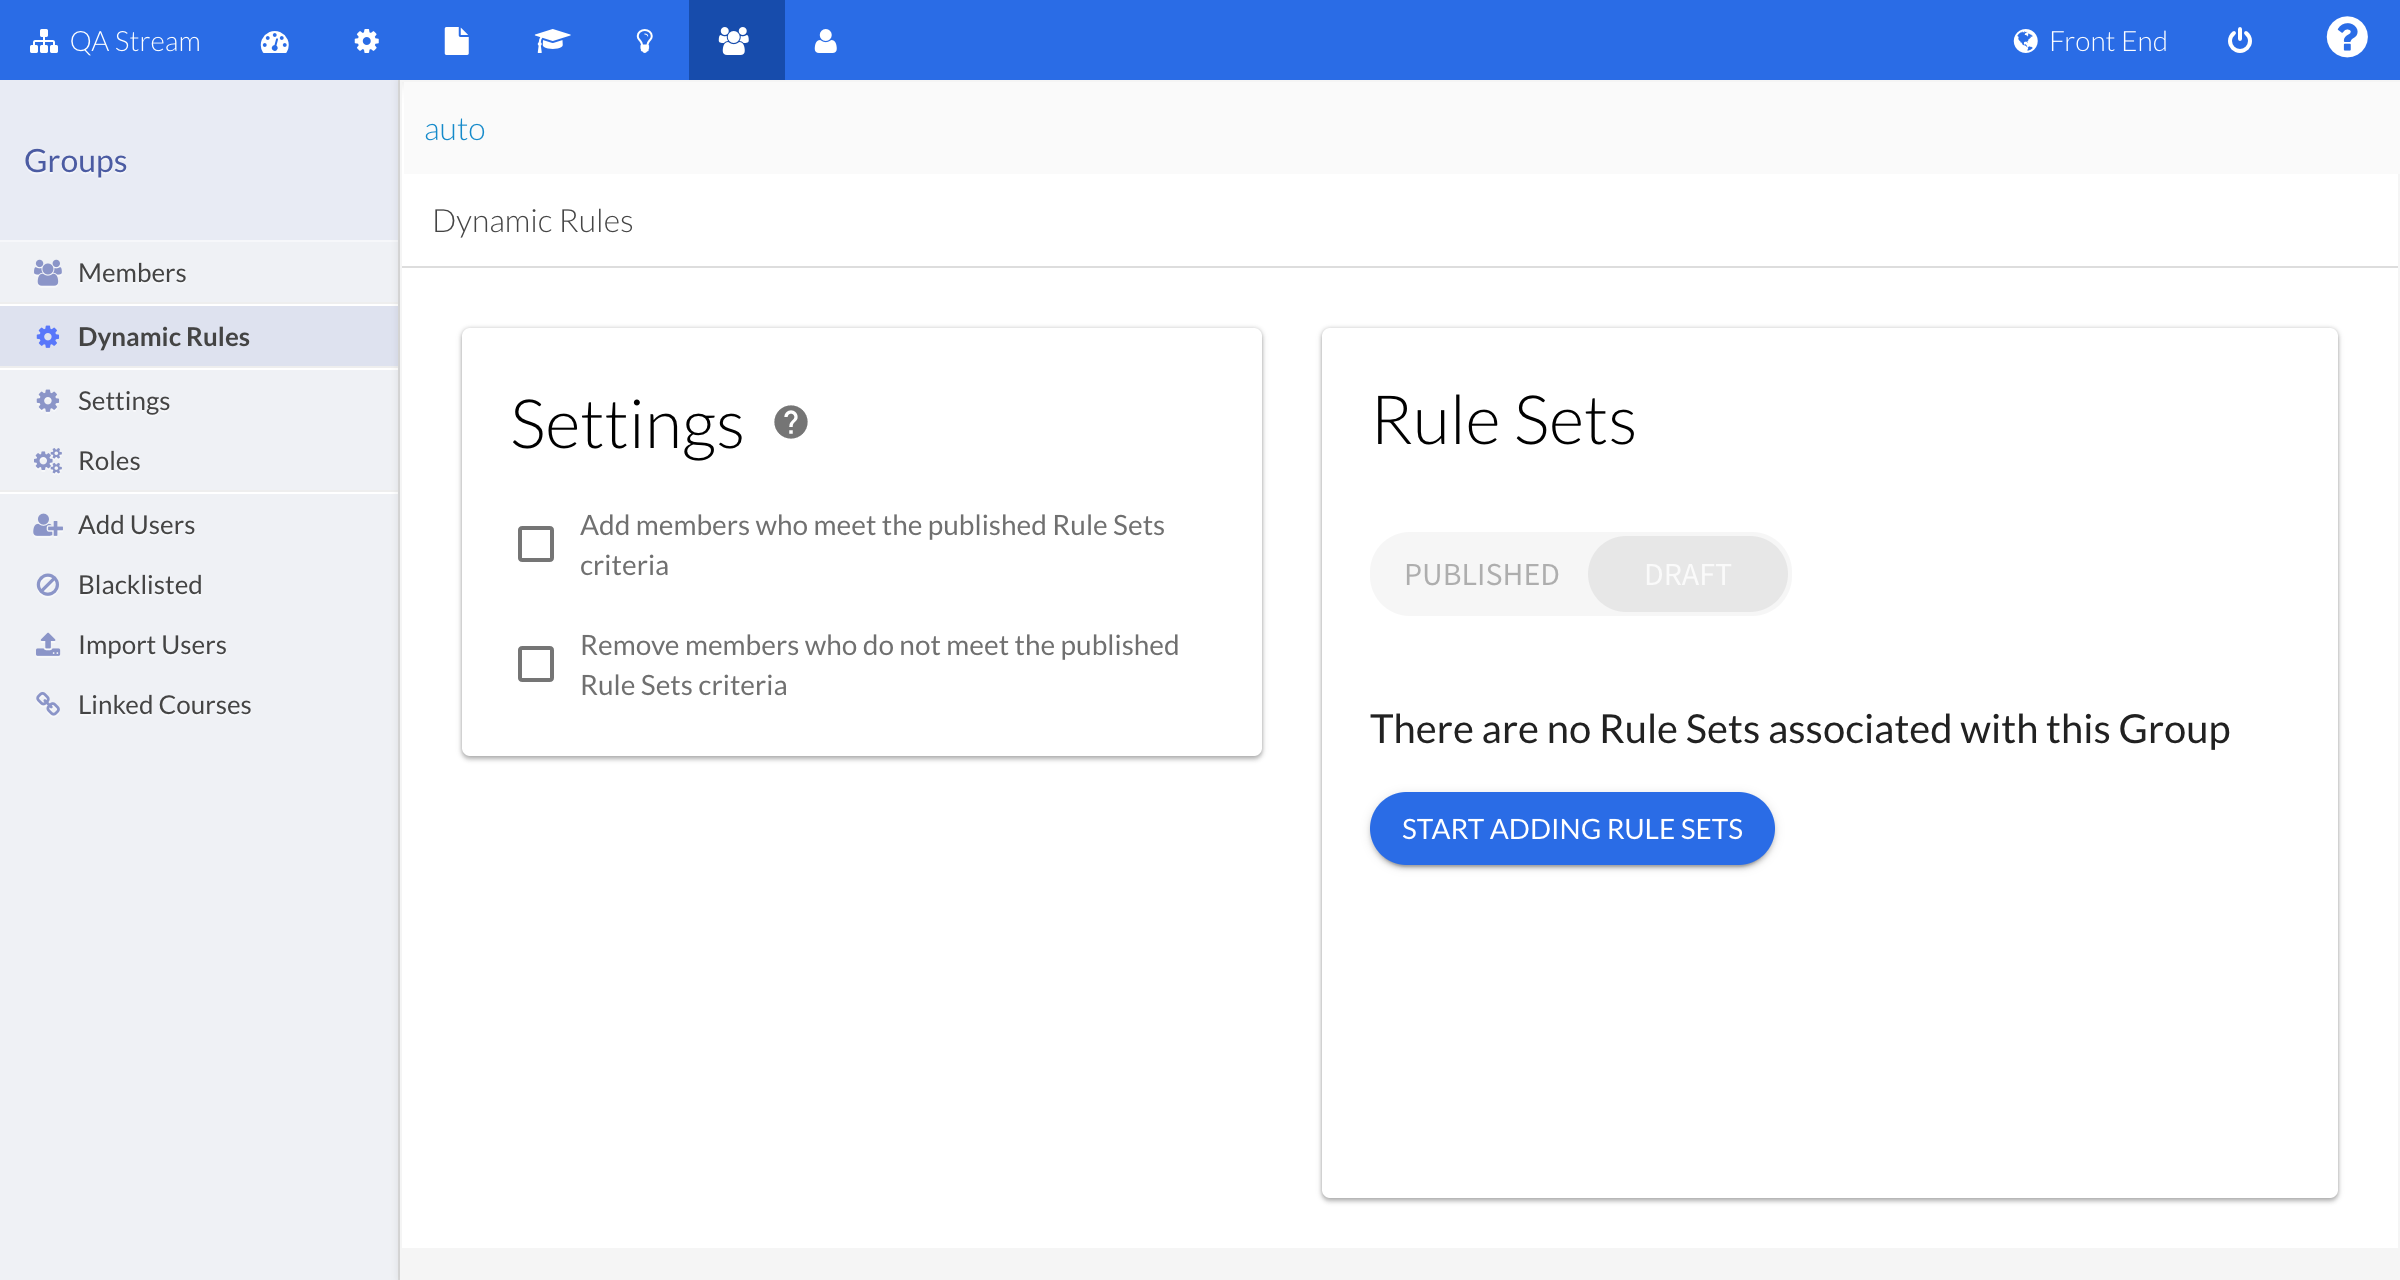 QA Stream
Front End
Groups
Members
Dynamic Rules
Settings
Roles
Add Users
Blacklisted
Import Users
Linked Courses
auto
Dynamic Rules
Settings
Add members who meet the published Rule Sets
criteria
Remove members who do not meet the published
Rule Sets criteria
Rule Sets
PUBLISHED DRAFT
There are no Rule Sets associated with this Group
START ADDING RULE SETS